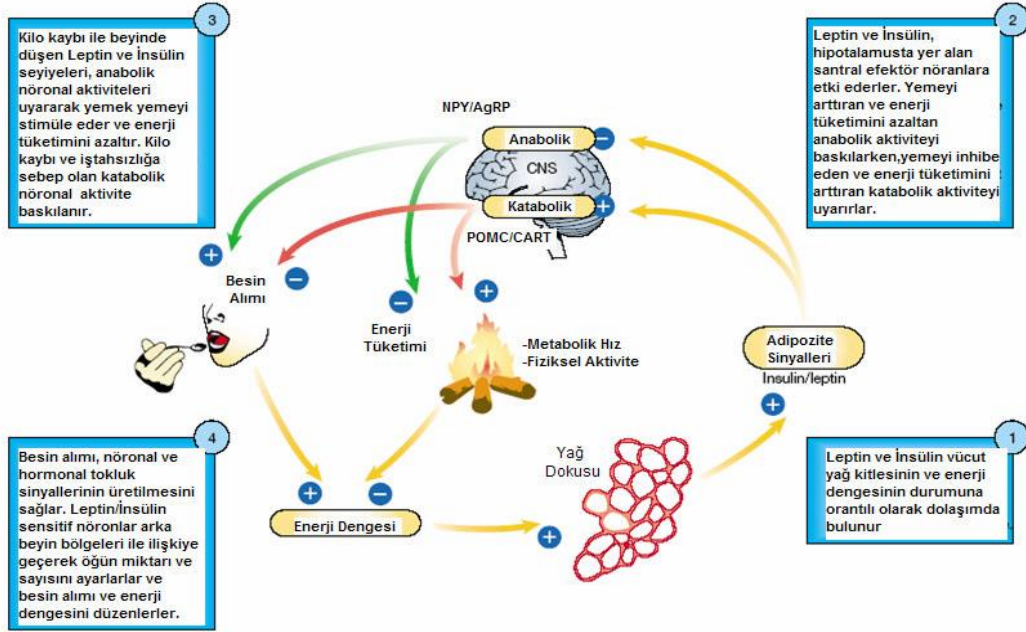 3
Kilo kaybı ile beyinde
düşen Leptin ve İnsülin
seyiyeleri, anabolik
nöronal aktiviteleri
uyararak yemek yemeyi
stimüle eder ve enerji
tüketimini azaltır. Kilo
kaybı ve iştahsızlığa
sebep olan katabolik
nöronal aktivite
baskılanır.
2
Leptin ve İnsülin,
hipotalamusta yer alan
santral efektör nöranlara
etki ederler. Yemeyi
arttıran ve enerji
tüketimini azaltan
anabolik aktiviteyi
baskılarken,yemeyi inhibe
eden ve enerji tüketimini
arttıran katabolik aktiviteyi
uyarırlar.
NPY/AgRP
Anabolik −
CNS
Katabolik +
POMC/CART
+
Besin
Alımı
−
−
Enerji
Tüketimi
+
-Metabolik Hız
-Fiziksel Aktivite
Adipozite
Sinyalleri
Insulin/leptin
+
4
Besin alımı, nöronal ve
hormonal tokluk
sinyallerinin üretilmesini
sağlar. Leptin/İnsülin
sensitif nöronlar arka
beyin bölgeleri ile ilişkiye
geçerek öğün miktarı ve
sayısını ayarlarlar ve
besin alımı ve enerji
dengesini düzenlerler.
+ −
Enerji Dengesi
+
Yağ
Dokusu
1
Leptin ve İnsülin vücut
yağ kitlesinin ve enerji
dengesinin durumuna
orantılı olarak dolaşımda
bulunur